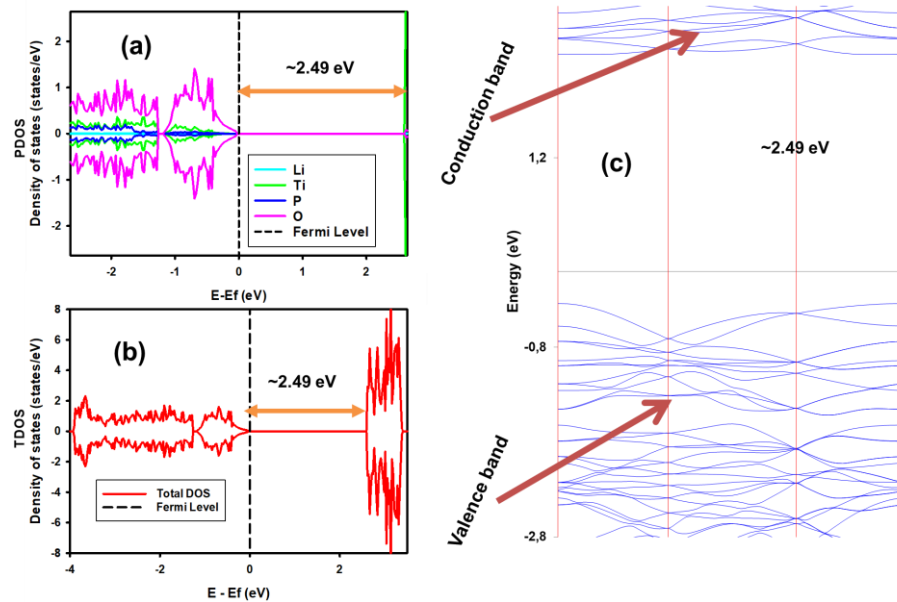 (a)
~2.49 eV
PDOS
Density of states (states/eV)
2
1
0
-1
-2
Li
Ti
P
O
Fermi Level
-2
-1
0
1
2
E-Ef (eV)
(b)
~2.49 eV
TDOS
Density of states (states/eV)
8
6
4
2
0
-2
-4
-6
-8
Total DOS
Fermi Level
-4
-2
0
2
E - Ef (eV)
Conduction band
(c)
~2.49 eV
1,2
Energy (eV)
-0,8
Valence band
-2,8